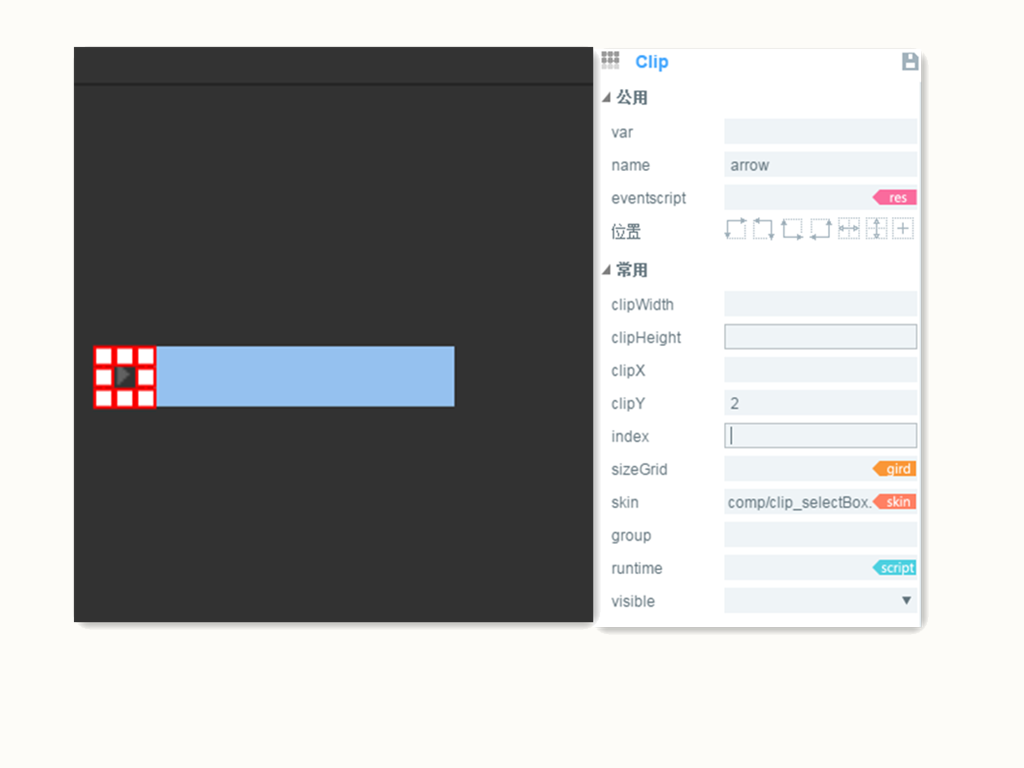 Clip
公用
var
name arrow
eventscript res
位置
常用
clipWidth
clipHeight
clipX
clipY 2
index
sizeGrid gird
skin comp/clip_selectBox. skin
group
runtime script
visible